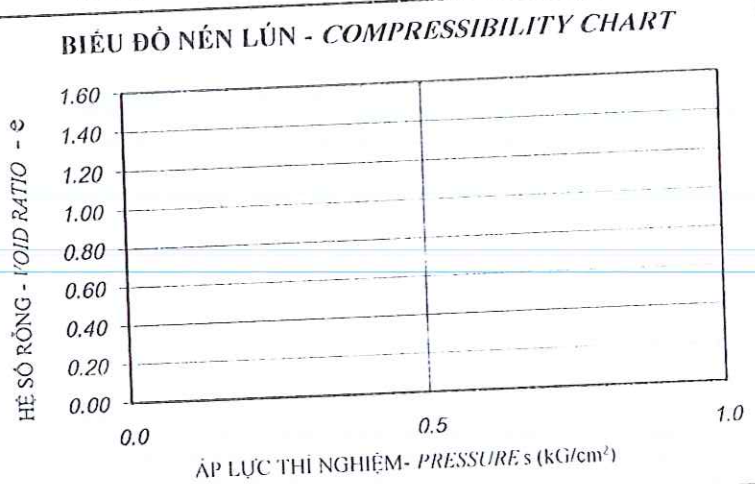 BIỂU ĐỒ NÉN LÚN - COMPRESSIBILITY CHART
HỆ SỐ RỖNG - VOID RATIO - e
1.60
1.40
1.20
1.00
0.80
0.60
0.40
0.20
0.00
0.0 0.5 1.0
ÁP LỰC THÍ NGHIỆM- PRESSURE s (kG/cm²)